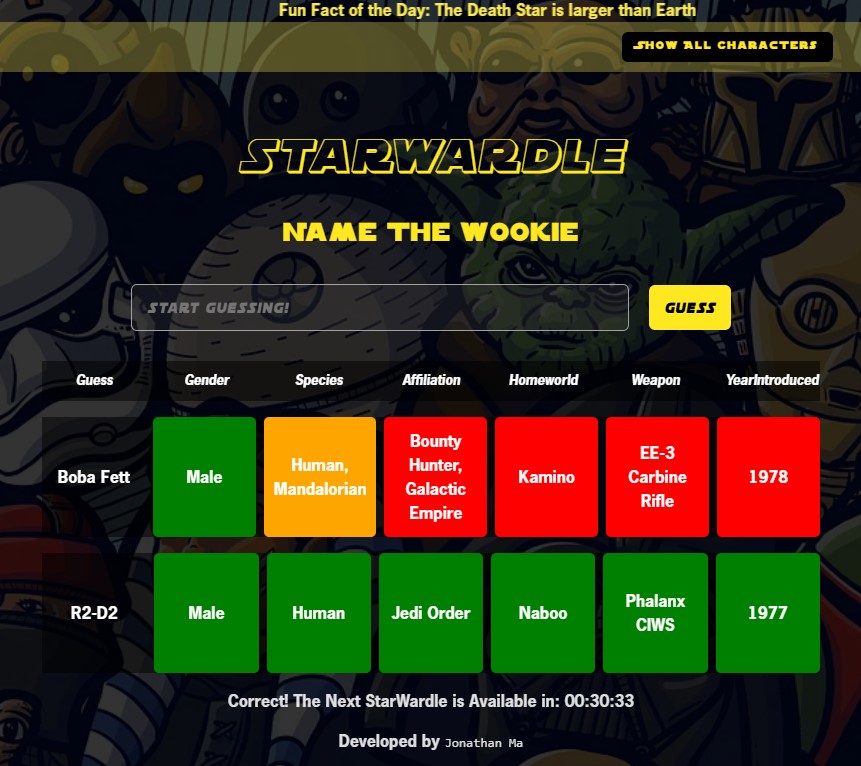 Fun Fact of the Day: The Death Star is larger than Earth
SHOW ALL CHARACTERS
STARWARDLE
NAME THE WOOKIE
START GUESSING!
GUESS
Guess Gender Species Affiliation Homeworld Weapon YearIntroduced
Boba Fett
Male
Human,
Mandalorian
Bounty
Hunter,
Galactic
Empire
Kamino
EE-3
Carbine
Rifle
1978
R2-D2
Male
Human
Jedi Order
Naboo
Phalanx
CIWS
1977
Correct! The Next StarWardle is Available in: 00:30:33
Developed by Jonathan Ma